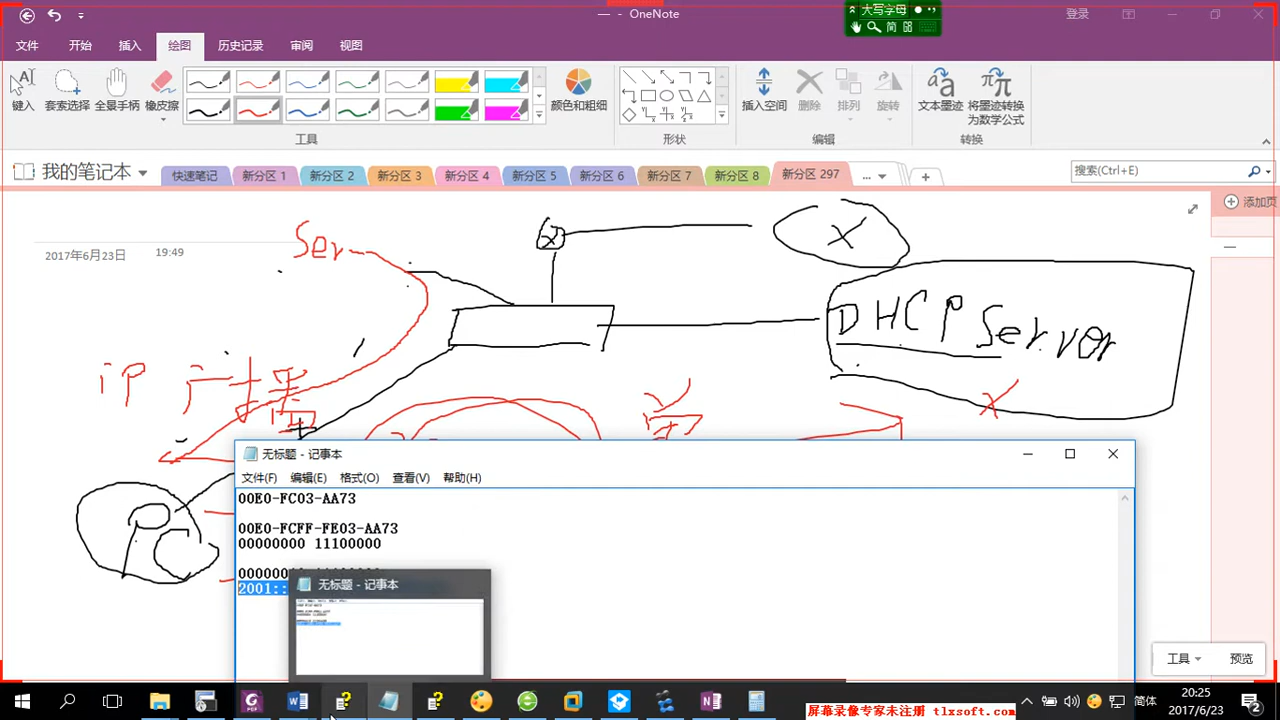 — OneNote
大写字母
简
登录
文件 开始 插入 绘图 历史记录 审阅 视图
键入 套索选择 全景手柄 橡皮擦 颜色和粗细 插入空间 删除 排列 旋转 文本墨迹 将墨迹转换为数学公式
工具 形状 编辑 转换
我的笔记本 快速笔记 新分区 1 新分区 2 新分区 3 新分区 4 新分区 5 新分区 6 新分区 7 新分区 8 新分区 297 ... 搜索(Ctrl+E)
添加页
2017年6月23日 19:49
Ser
X
X
DHCP Server
iP 广播
X
PC
无标题 - 记事本
文件(F) 编辑(E) 格式(O) 查看(V) 帮助(H)
00E0-FC03-AA73
00E0-FCFF-FE03-AA73
00000000 11100000
2001::
无标题 - 记事本
工具 预览
简体
20:25
2017/6/23
2
屏幕录像专家未注册 tlxsoft.com